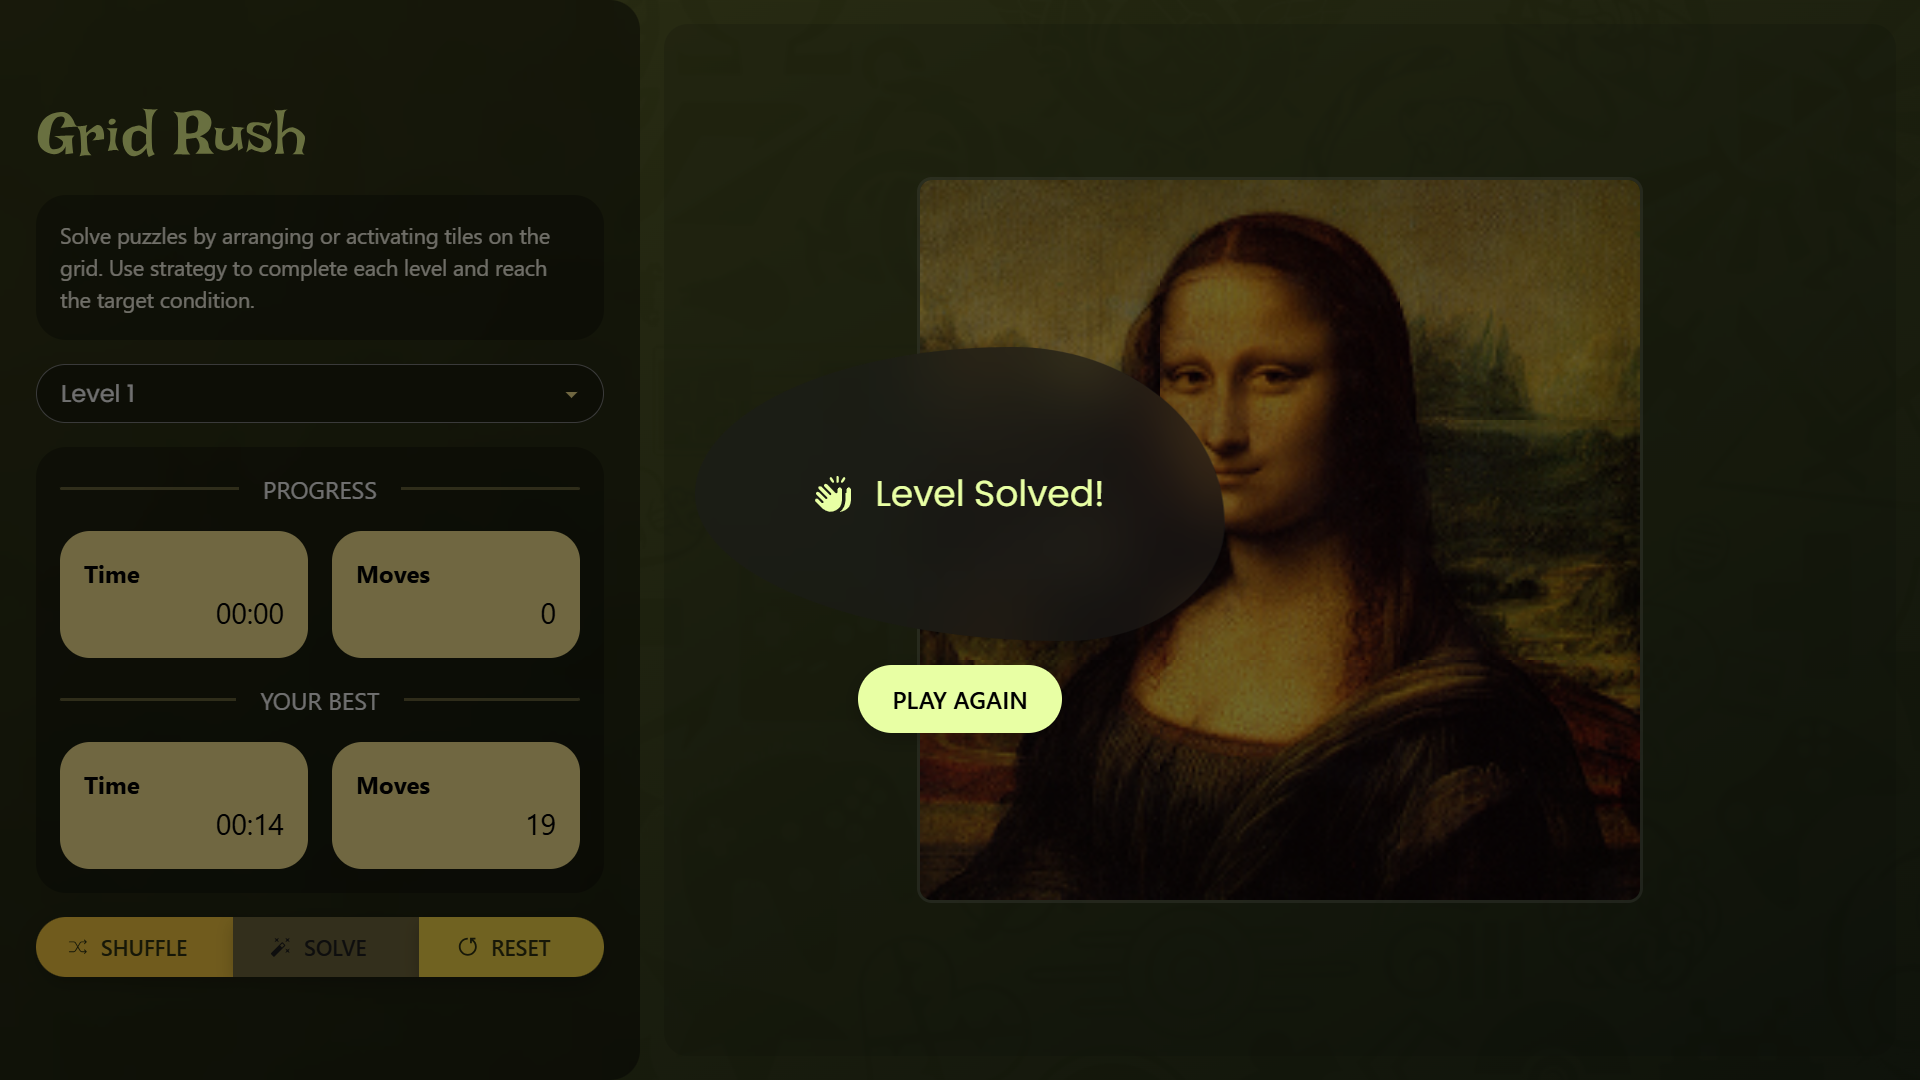 Grid Rush
Solve puzzles by arranging or activating tiles on the
grid. Use strategy to complete each level and reach
the target condition.
Level 1
PROGRESS
Time
00:00
Moves
0
YOUR BEST
Time
00:14
Moves
19
SHUFFLE
SOLVE
RESET
Level Solved!
PLAY AGAIN